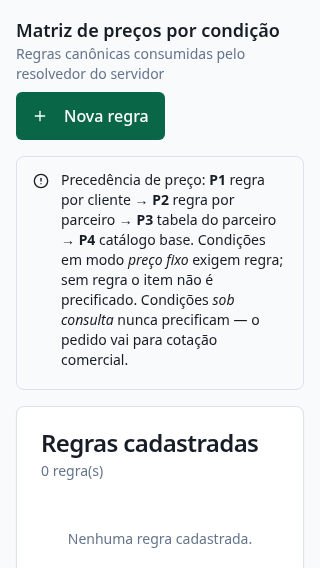 Matriz de preços por condição
Regras canônicas consumidas pelo
resolvedor do servidor
+ Nova regra
Precedência de preço: P1 regra
por cliente → P2 regra por
parceiro → P3 tabela do parceiro
→ P4 catálogo base. Condições
em modo preço fixo exigem regra;
sem regra o item não é
precificado. Condições sob
consulta nunca precificam — o
pedido vai para cotação
comercial.
Regras cadastradas
0 regra(s)
Nenhuma regra cadastrada.